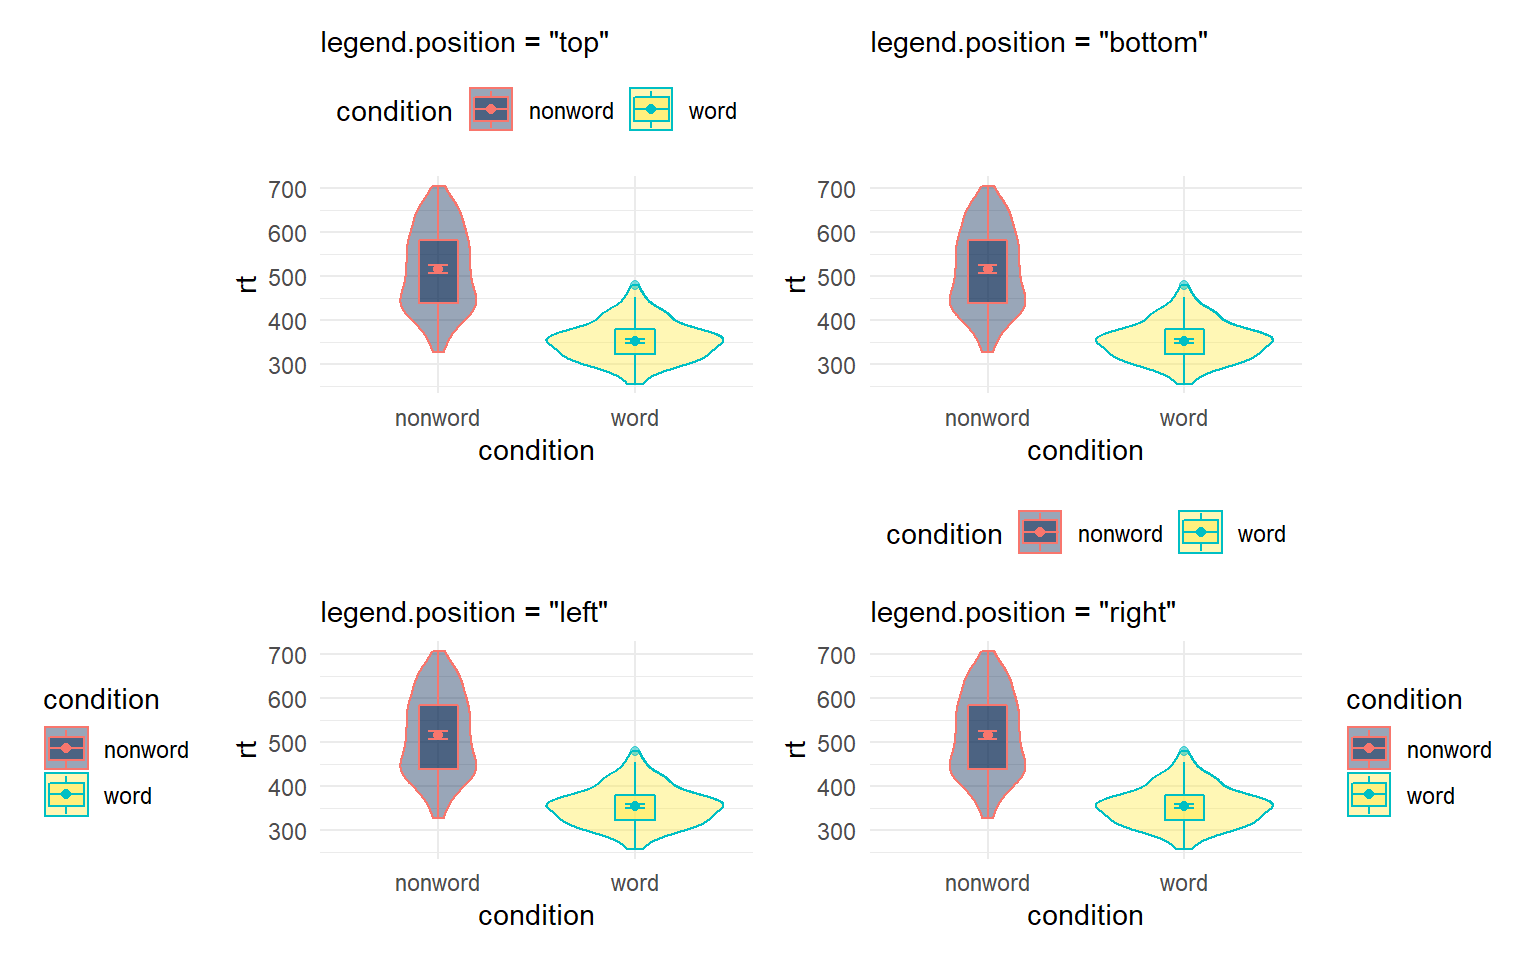 legend.position = "top"
condition nonword word
700
600
500
400
300
rt
nonword word
condition
legend.position = "bottom"
700
600
500
400
300
rt
nonword word
condition
condition nonword word
legend.position = "left"
condition
nonword
word
700
600
500
400
300
rt
nonword word
condition
legend.position = "right"
700
600
500
400
300
rt
nonword word
condition
condition
nonword
word